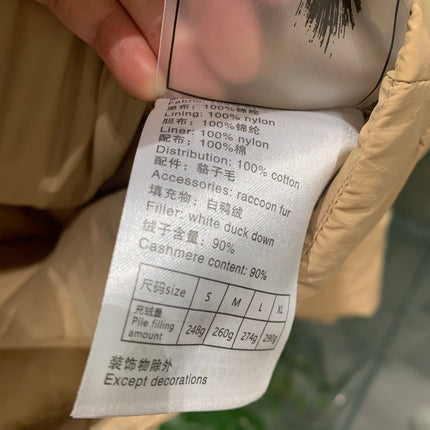 Fabric: 100%锦纶
里布: 100%锦纶
Lining: 100% nylon
胆布: 100%锦纶
Liner: 100% nylon
配布: 100%棉
Distribution: 100% cotton
配件: 貉子毛
Accessories: raccoon fur
填充物: 白鸭绒
Filler: white duck down
绒子含量: 90%
Cashmere content: 90%
尺码size S M L XL
充绒量 Pile filling amount 248g 260g 274g 290g
装饰物除外
Except decorations